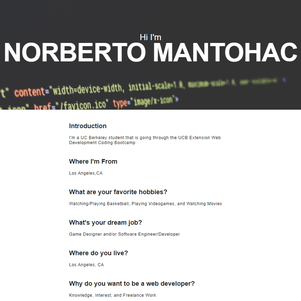 Hi I'm
NORBERTO MANTOHAC
t" content="width=device-width, initial-scale=1.0,
href="/favicon.ico" type="image/x-icon">
Introduction
I'm a UC Berkeley student that is going through the UCB Extension Web
Development Coding Bootcamp
Where I'm From
Los Angeles,CA
What are your favorite hobbies?
Watching/Playing Basketball, Playing Videogames, and Watching Movies
What's your dream job?
Game Designer and/or Software Engineer/Developer
Where do you live?
Los Angeles, CA
Why do you want to be a web developer?
Knowledge, Interest, and Freelance Work